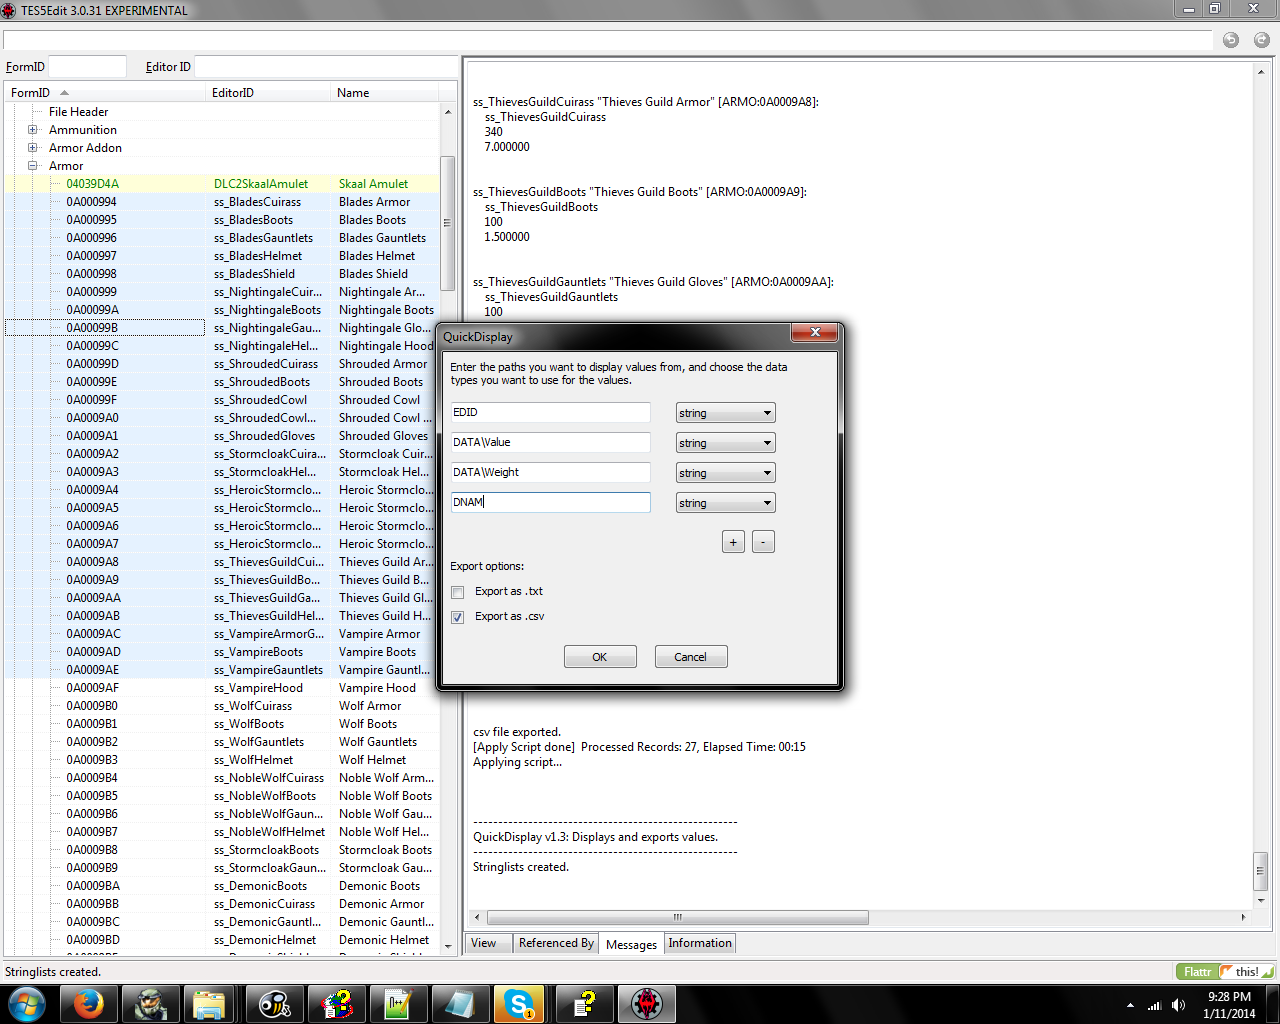 TES5Edit 3.0.31 EXPERIMENTAL
FormID
Editor ID
FormID EditorID Name
File Header
Ammunition
Armor Addon
Armor
04039D4A DLC2SkaalAmulet Skaal Amulet
0A000994 ss_BladesCuirass Blades Armor
0A000995 ss_BladesBoots Blades Boots
0A000996 ss_BladesGauntlets Blades Gauntlets
0A000997 ss_BladesHelmet Blades Helmet
0A000998 ss_BladesShield Blades Shield
0A000999 ss_NightingaleCuir... Nightingale Ar...
0A00099A ss_NightingaleBoots Nightingale Boots
0A00099B ss_NightingaleGau... Nightingale Glo...
0A00099C ss_NightingaleHel... Nightingale Hood
0A00099D ss_ShroudedCuirass Shrouded Armor
0A00099E ss_ShroudedBoots Shrouded Boots
0A00099F ss_ShroudedCowl Shrouded Cowl
0A0009A0 ss_ShroudedCowl... Shrouded Cowl ...
0A0009A1 ss_ShroudedGloves Shrouded Gloves
0A0009A2 ss_StormcloakCuira... Stormcloak Cuir...
0A0009A3 ss_StormcloakHel... Stormcloak Hel...
0A0009A4 ss_HeroicStormclo... Heroic Stormclo...
0A0009A5 ss_HeroicStormclo... Heroic Stormclo...
0A0009A6 ss_HeroicStormclo... Heroic Stormclo...
0A0009A7 ss_HeroicStormclo... Heroic Stormclo...
0A0009A8 ss_ThievesGuildCui... Thieves Guild Ar...
0A0009A9 ss_ThievesGuildBo... Thieves Guild B...
0A0009AA ss_ThievesGuildGa... Thieves Guild Gl...
0A0009AB ss_ThievesGuildHel... Thieves Guild H...
0A0009AC ss_VampireArmorG... Vampire Armor
0A0009AD ss_VampireBoots Vampire Boots
0A0009AE ss_VampireGauntlets Vampire Gauntl...
0A0009AF ss_VampireHood Vampire Hood
0A0009B0 ss_WolfCuirass Wolf Armor
0A0009B1 ss_WolfBoots Wolf Boots
0A0009B2 ss_WolfGauntlets Wolf Gauntlets
0A0009B3 ss_WolfHelmet Wolf Helmet
0A0009B4 ss_NobleWolfCuirass Noble Wolf Arm...
0A0009B5 ss_NobleWolfBoots Noble Wolf Boots
0A0009B6 ss_NobleWolfGaun... Noble Wolf Gau...
0A0009B7 ss_NobleWolfHelmet Noble Wolf Hel...
0A0009B8 ss_StormcloakBoots Stormcloak Boots
0A0009B9 ss_StormcloakGaun... Stormcloak Gau...
0A0009BA ss_DemonicBoots Demonic Boots
0A0009BB ss_DemonicCuirass Demonic Armor
0A0009BC ss_DemonicGauntl... Demonic Gauntl...
0A0009BD ss_DemonicHelmet Demonic Helmet
ss_ThievesGuildCuirass "Thieves Guild Armor" [ARMO:0A0009A8]:
ss_ThievesGuildCuirass
340
7.000000
ss_ThievesGuildBoots "Thieves Guild Boots" [ARMO:0A0009A9]:
ss_ThievesGuildBoots
100
1.500000
ss_ThievesGuildGauntlets "Thieves Guild Gloves" [ARMO:0A0009AA]:
ss_ThievesGuildGauntlets
100
QuickDisplay
Enter the paths you want to display values from, and choose the data
types you want to use for the values.
EDID string
DATA\Value string
DATA\Weight string
DNAM string
+ -
Export options:
Export as .txt
Export as .csv
OK Cancel
csv file exported.
[Apply Script done] Processed Records: 27, Elapsed Time: 00:15
Applying script...
-----------------------------------------------------
QuickDisplay v1.3: Displays and exports values.
-----------------------------------------------------
Stringlists created.
View Referenced By Messages Information
Stringlists created.
Flattr this!
9:28 PM
1/11/2014